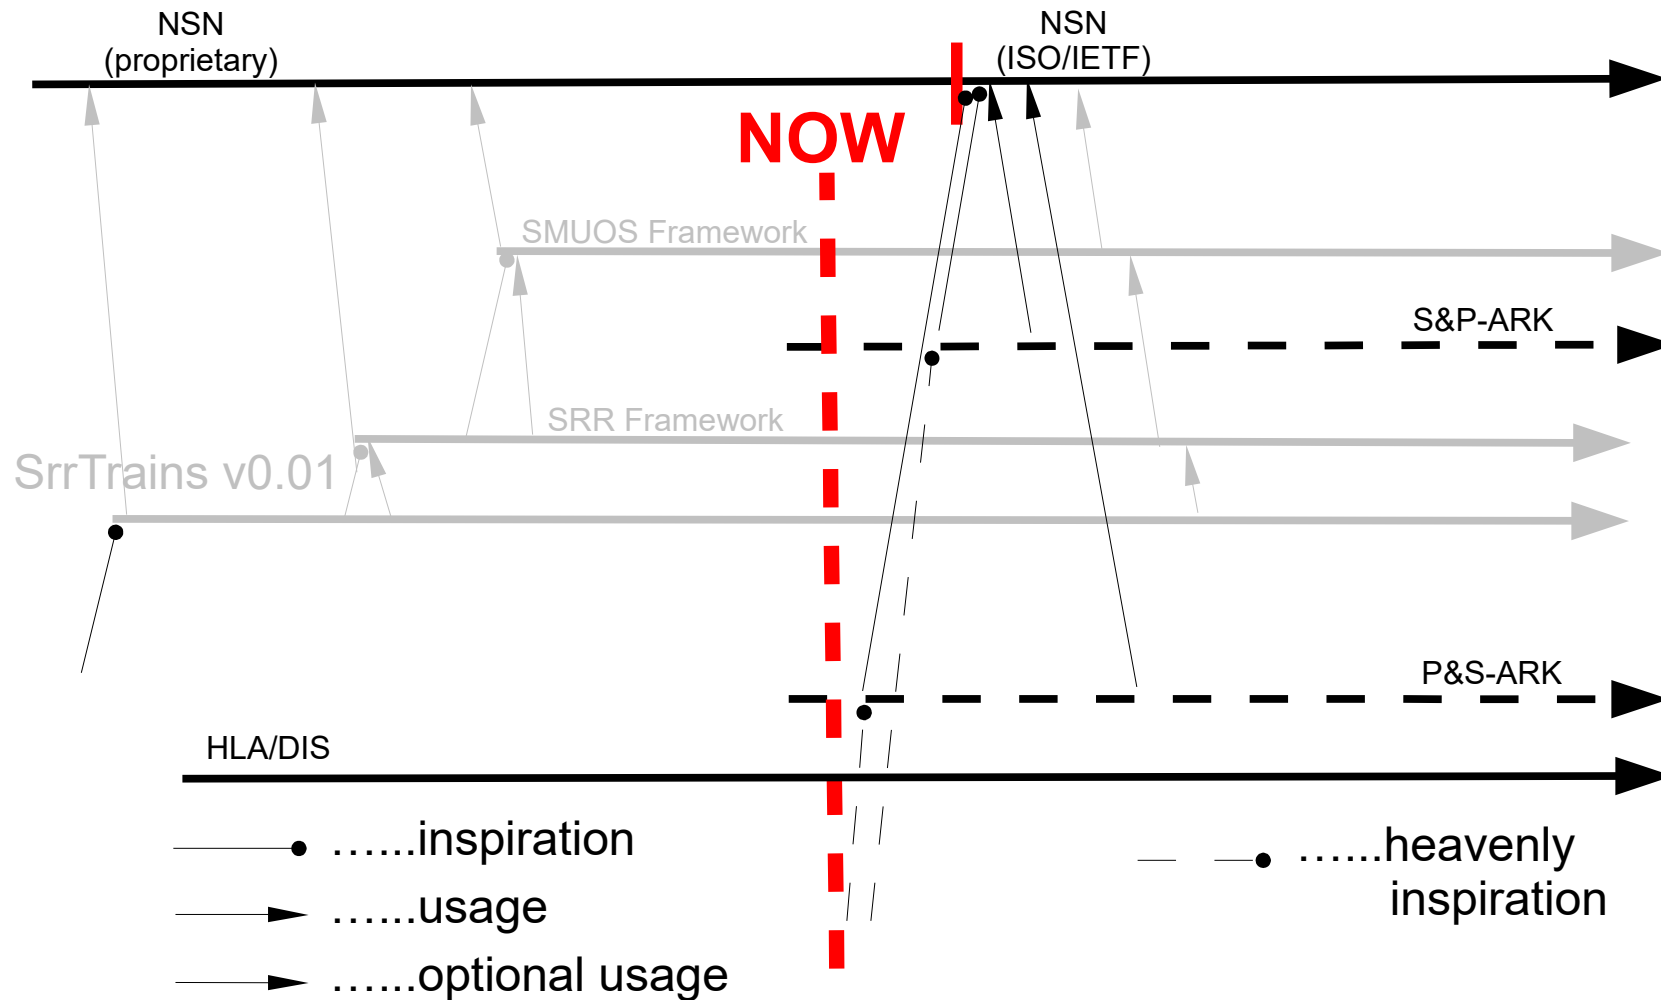 NSN
(proprietary)
NSN
(ISO/IETF)
NOW
SMUOS Framework
S&P-ARK
SRR Framework
SrrTrains v0.01
P&S-ARK
HLA/DIS
…...inspiration
…...heavenly
inspiration
…...usage
…...optional usage